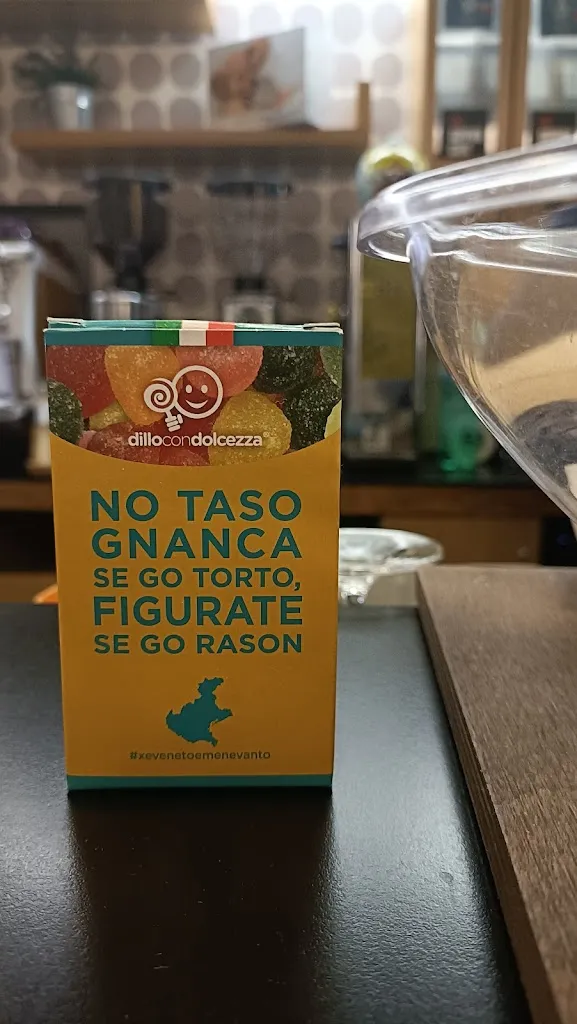 dillocondolcezza®
NO TASO
GNANCA
SE GO TORTO,
FIGURATE
SE GO RASON
#xevenetoemenevanto